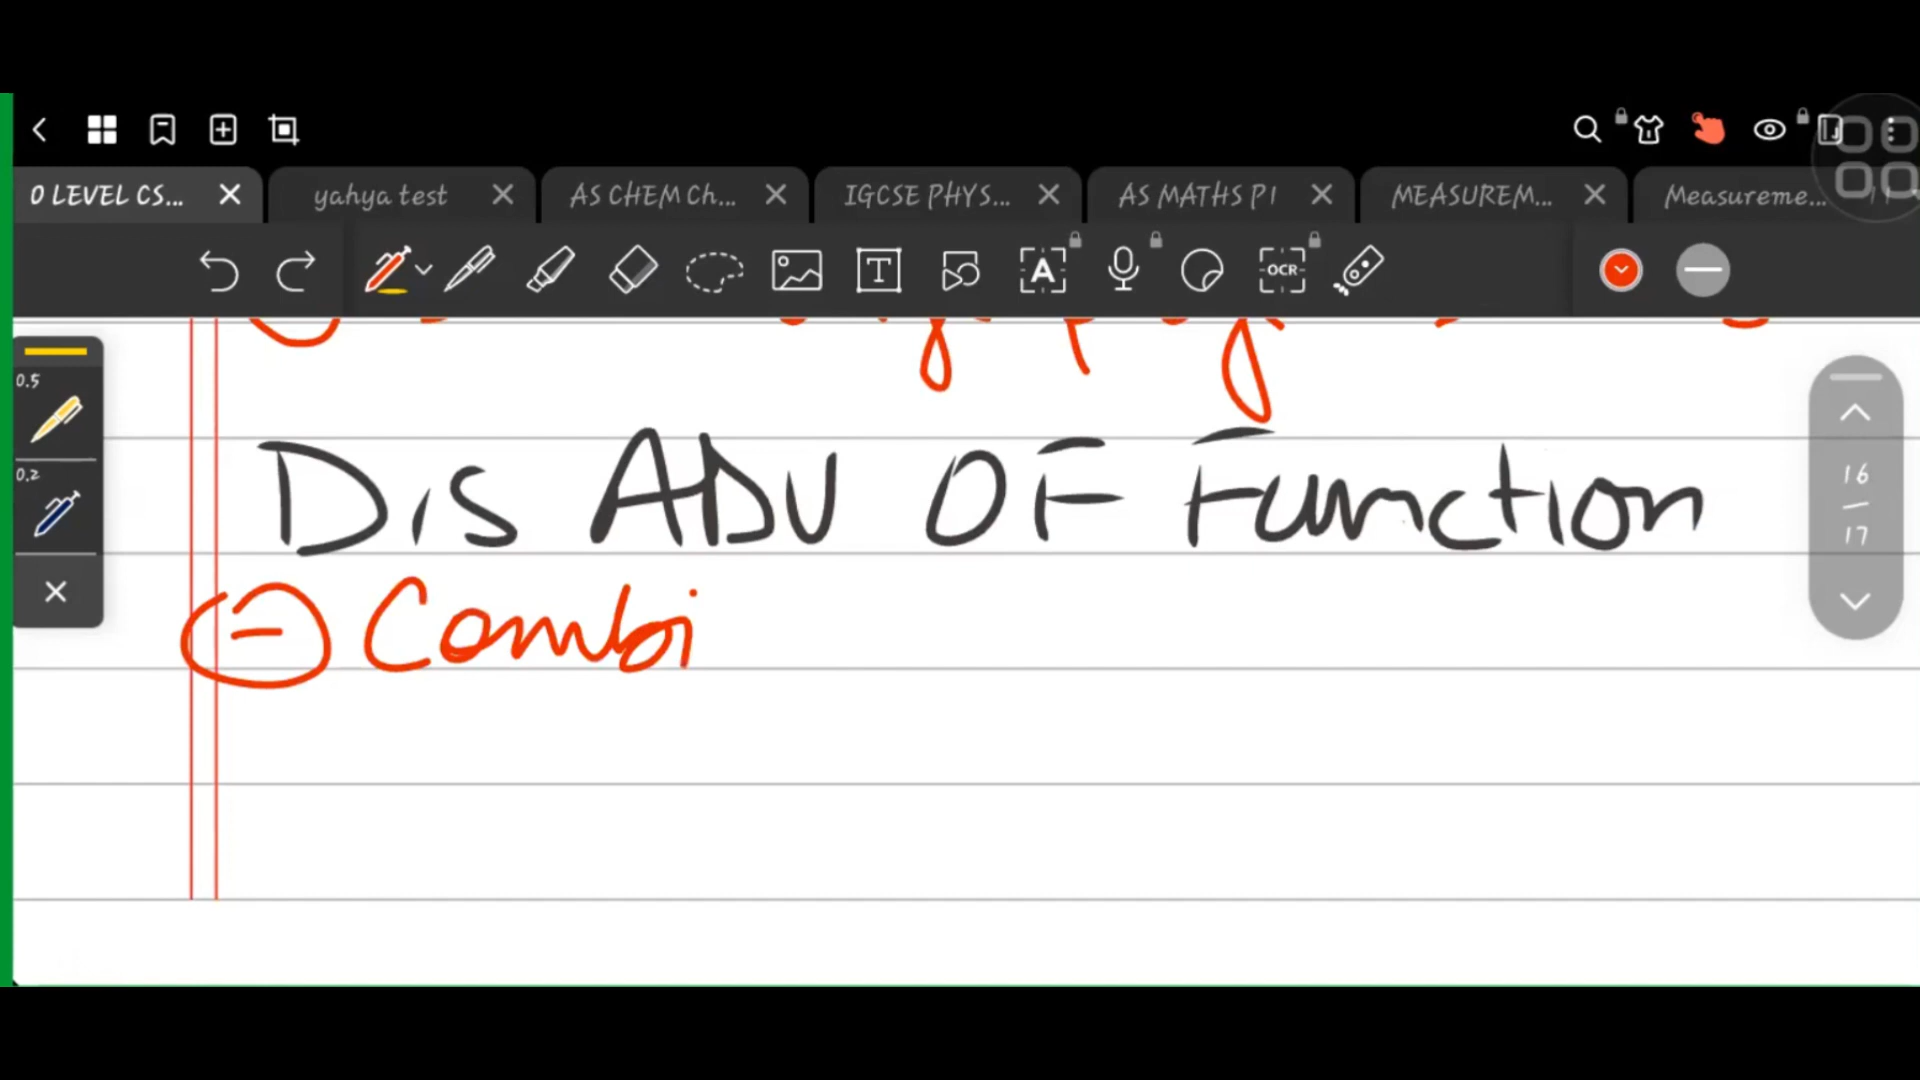 O LEVEL CS... yahya test AS CHEM Ch... IGCSE PHYS... AS MATHS P1 MEASUREM... Measureme...
T A OCR
0.5
0.2
16
17
Dis ADV OF Function
- Combi